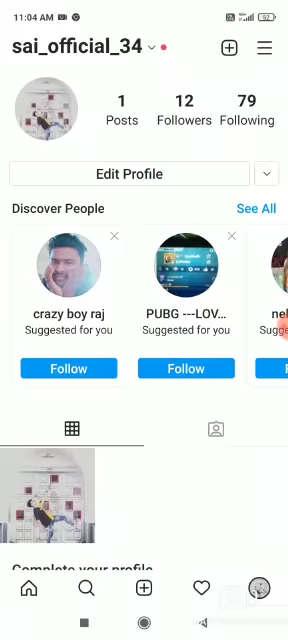 11:04 AM
62
sai_official_34
1 12 79
Posts Followers Following
Edit Profile
Discover People See All
crazy boy raj PUBG ---LOV...
Suggested for you Suggested for you
Follow Follow
Complete your profile